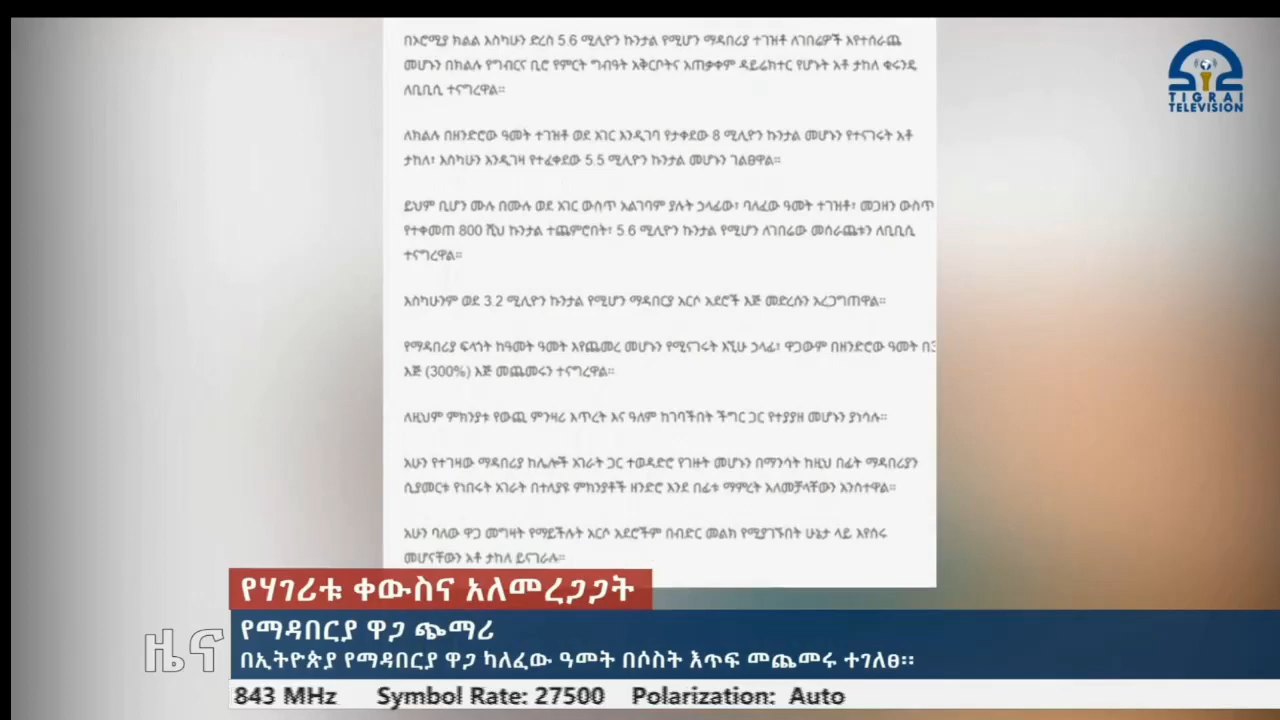 በኦሮሚያ ክልል እስካሁን ድረስ 5.6 ሚሊዮን ኩንታል የሚሆን ማዳበሪያ ተገዝቶ ለገበሬዎች እየተሰራጨ
መሆኑን በክልሉ የግብርና ቢሮ የምርት ግብዓት አቅርቦትና አጠቃቀም ዳይሬክተር የሆኑት አቶ ታከለ ቁሩንዴ
ለቢቢሲ ተናግረዋል።
ለክልሉ በዘንድሮው ዓመት ተገዝቶ ወደ አገር እንዲገባ የታቀደው 8 ሚሊዮን ኩንታል መሆኑን የተናገሩት አቶ
ታከለ፣ እስካሁን እንዲገዛ የተፈቀደው 5.5 ሚሊዮን ኩንታል መሆኑን ገልፀዋል።
ይህም ቢሆን ሙሉ በሙሉ ወደ አገር ውስጥ አልገባም ያሉት ኃላፊው፣ ባለፈው ዓመት ተገዝቶ፣ መጋዘን ውስጥ
የተቀመጠ 800 ሺህ ኩንታል ተጨምሮበት፣ 5.6 ሚሊዮን ኩንታል የሚሆን ለገበሬው መሰራጨቱን ለቢቢሲ
ተናግረዋል።
እስካሁንም ወደ 3.2 ሚሊዮን ኩንታል የሚሆን ማዳበርያ አርሶ አደሮች እጅ መድረሱን አረጋግጠዋል።
የማዳበሪያ ፍላጎት ከዓመት ዓመት እየጨመረ መሆኑን የሚናገሩት እኚሁ ኃላፊ፣ ዋጋውም በዘንድሮው ዓመት በ3
እጅ (300%) እጅ መጨመሩን ተናግረዋል።
ለዚህም ምክንያቱ የውጪ ምንዛሪ እጥረት እና ዓለም ከገባችበት ችግር ጋር የተያያዘ መሆኑን ያነሳሉ።
አሁን የተገዛው ማዳበሪያ ከሌሎች አገራት ጋር ተወዳድሮ የገዙት መሆኑን በማንሳት ከዚህ በፊት ማዳበሪያን
ሲያመርቱ የነበሩት አገራት በተለያዩ ምክንያቶች ዘንድሮ እንደ በፊቱ ማምረት አለመቻላቸውን አንስተዋል።
አሁን ባለው ዋጋ መግዛት የማይችሉት አርሶ አደሮችም በብድር መልክ የሚያገኙበት ሁኔታ ላይ እየሰሩ
መሆናቸውን አቶ ታከለ ይናገራሉ።
TIGRAI
TELEVISION
የሃገሪቱ ቀውስና አለመረጋጋት
ዜና
የማዳበርያ ዋጋ ጭማሪ
በኢትዮጵያ የማዳበርያ ዋጋ ካለፈው ዓመት በሶስት እጥፍ መጨመሩ ተገለፀ።
843 MHz Symbol Rate: 27500 Polarization: Auto